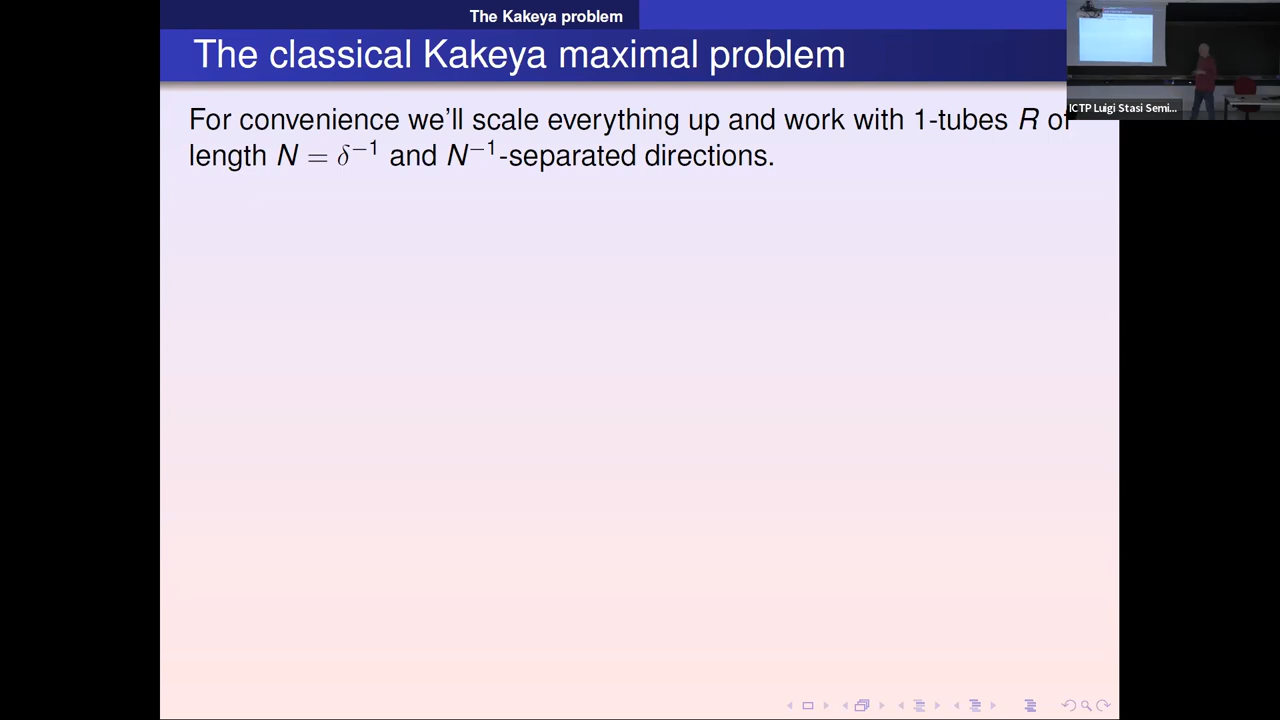 The Kakeya problem
The classical Kakeya maximal problem
For convenience we'll scale everything up and work with 1-tubes R of
length N = δ⁻¹ and N⁻¹-separated directions.
ICTP Luigi Stasi Semi...